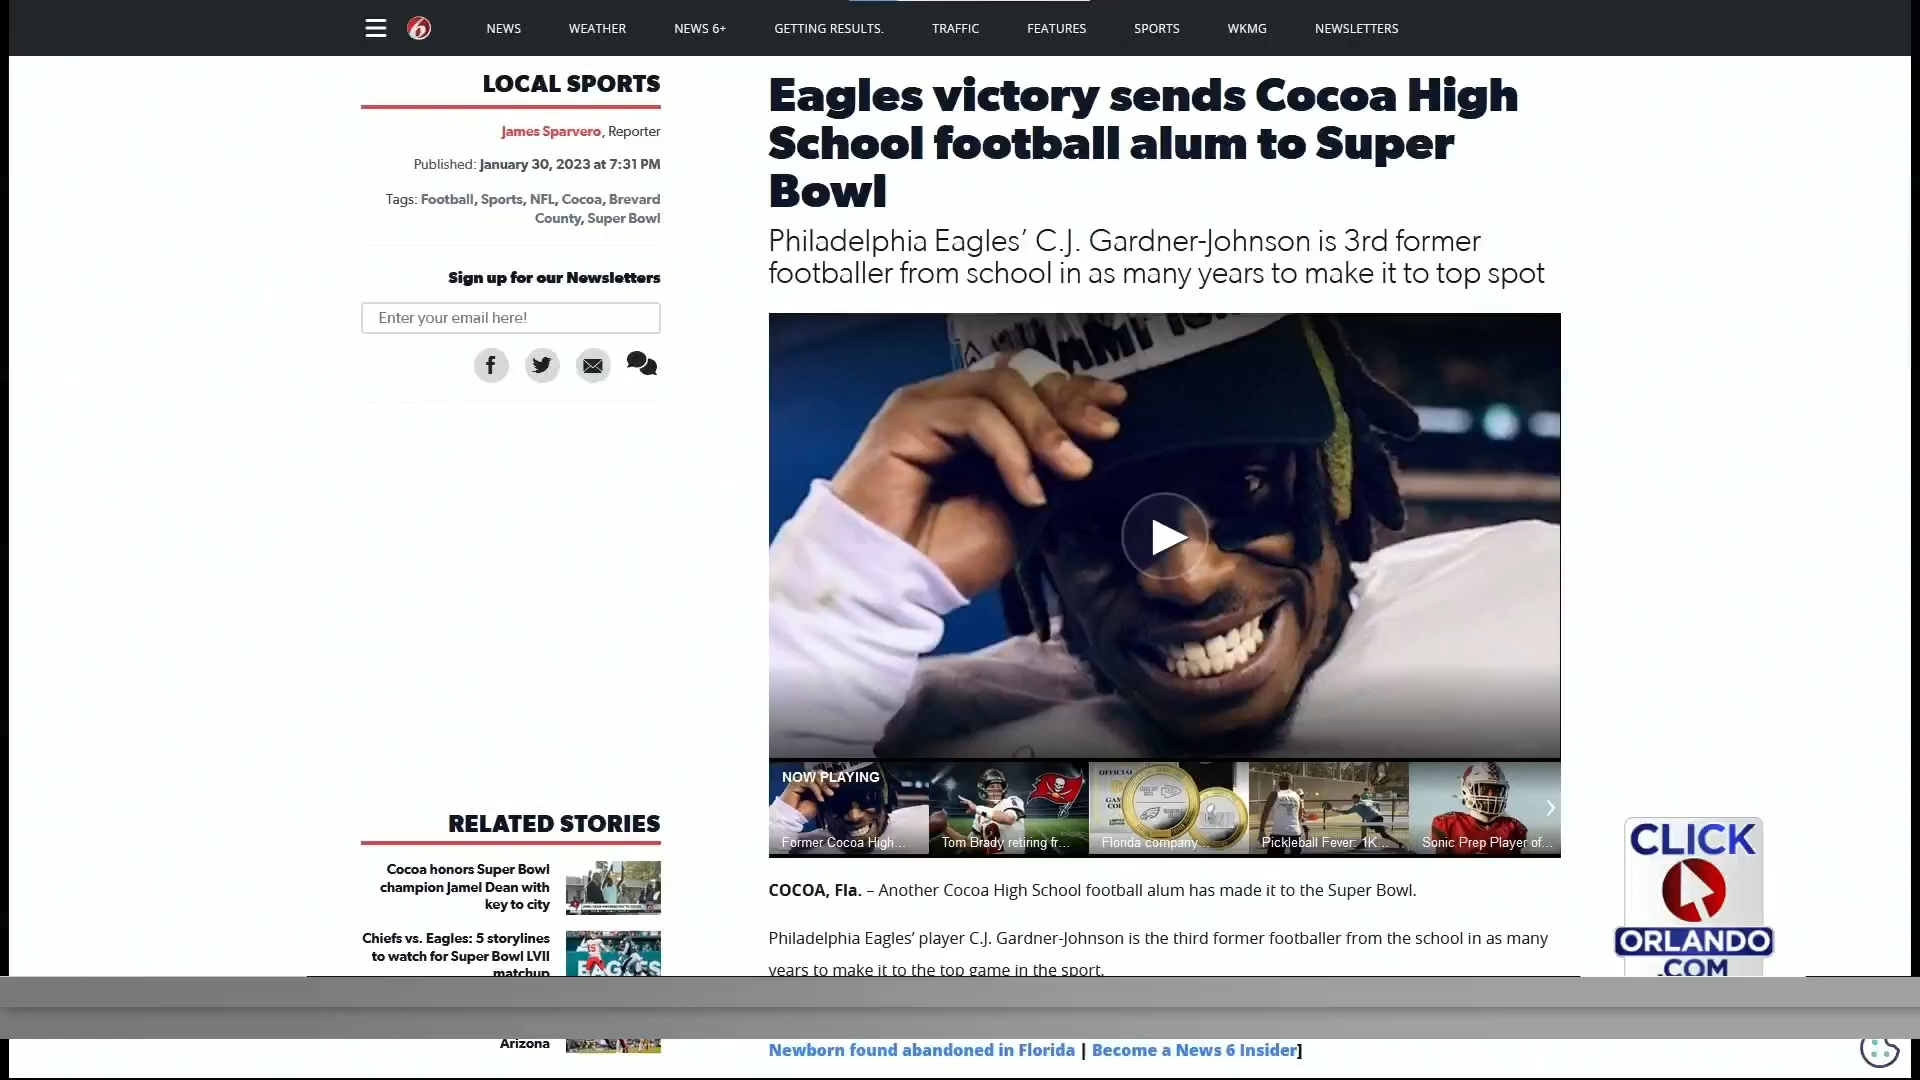 6
NEWS
WEATHER
NEWS 6+
GETTING RESULTS.
TRAFFIC
FEATURES
SPORTS
WKMG
NEWSLETTERS
LOCAL SPORTS
James Sparvero, Reporter
Published: January 30, 2023 at 7:31 PM
Tags: Football, Sports, NFL, Cocoa, Brevard
County, Super Bowl
Sign up for our Newsletters
Enter your email here!
Eagles victory sends Cocoa High
School football alum to Super
Bowl
Philadelphia Eagles’ C.J. Gardner-Johnson is 3rd former
footballer from school in as many years to make it to top spot
NOW PLAYING
Former Cocoa High...
Tom Brady retiring fr...
OFFICIAL
Florida company...
Pickleball Fever: 1K...
Sonic Prep Player of...
RELATED STORIES
Cocoa honors Super Bowl
champion Jamel Dean with
key to city
Chiefs vs. Eagles: 5 storylines
to watch for Super Bowl LVII
matchup
EAGLES
Arizona
COCOA, Fla. – Another Cocoa High School football alum has made it to the Super Bowl.
Philadelphia Eagles’ player C.J. Gardner-Johnson is the third former footballer from the school in as many
years to make it to the top game in the sport.
Newborn found abandoned in Florida | Become a News 6 Insider]
CLICK
ORLANDO
.COM